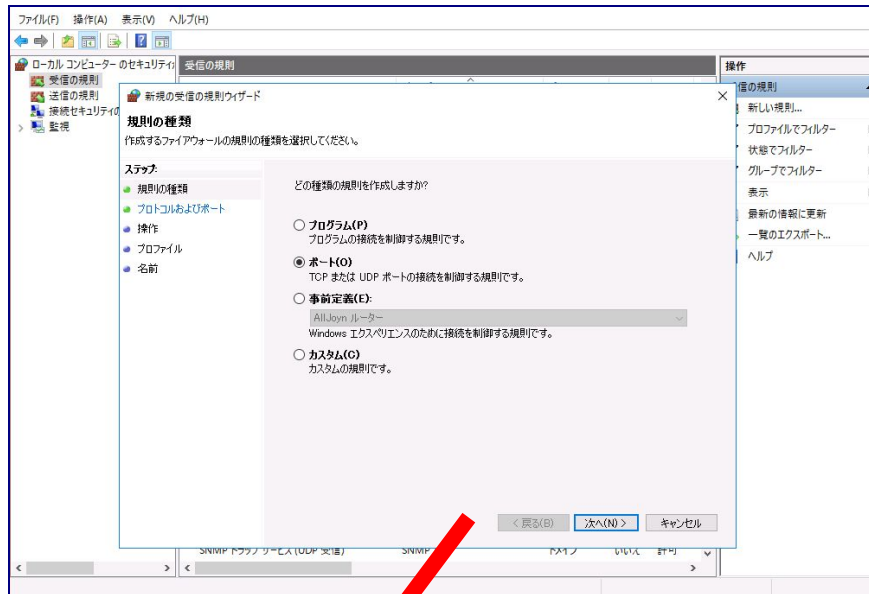 ファイル(F) 操作(A) 表示(V) ヘルプ(H)
ローカル コンピューター のセキュリティ
受信の規則
送信の規則
接続セキュリティの
監視
受信の規則
新規の受信の規則ウィザード
規則の種類
作成するファイアウォールの規則の種類を選択してください。
ステップ:
規則の種類
プロトコルおよびポート
操作
プロファイル
名前
どの種類の規則を作成しますか?
プログラム(P)
プログラムの接続を制御する規則です。
ポート(O)
TCP または UDP ポートの接続を制御する規則です。
事前定義(E):
AllJoyn ルーター
Windows エクスペリエンスのために接続を制御する規則です。
カスタム(C)
カスタムの規則です。
< 戻る(B) 次へ(N) > キャンセル
SNMP トラップ サービス (UDP 受信) SNMP ドメイン いいえ 許可
操作
信の規則
新しい規則...
プロファイルでフィルター
状態でフィルター
グループでフィルター
表示
最新の情報に更新
一覧のエクスポート...
ヘルプ